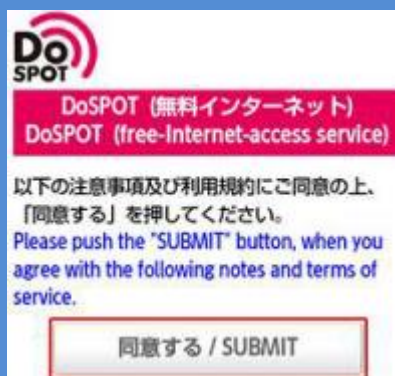 Do
SPOT
DoSPOT (無料インターネット)
DoSPOT (free-Internet-access service)
以下の注意事項及び利用規約にご同意の上、
「同意する」を押してください。
Please push the "SUBMIT" button, when you
agree with the following notes and terms of
service.
同意する / SUBMIT